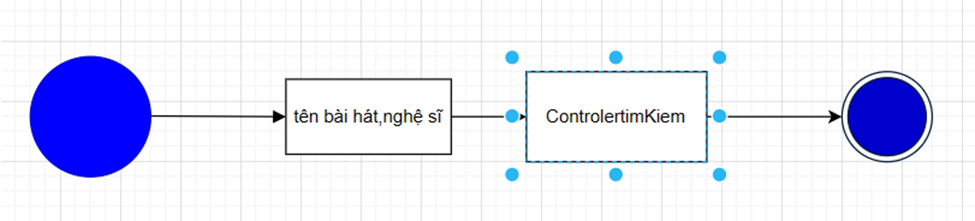 tên bài hát,nghệ sĩ
ControlertimKiem